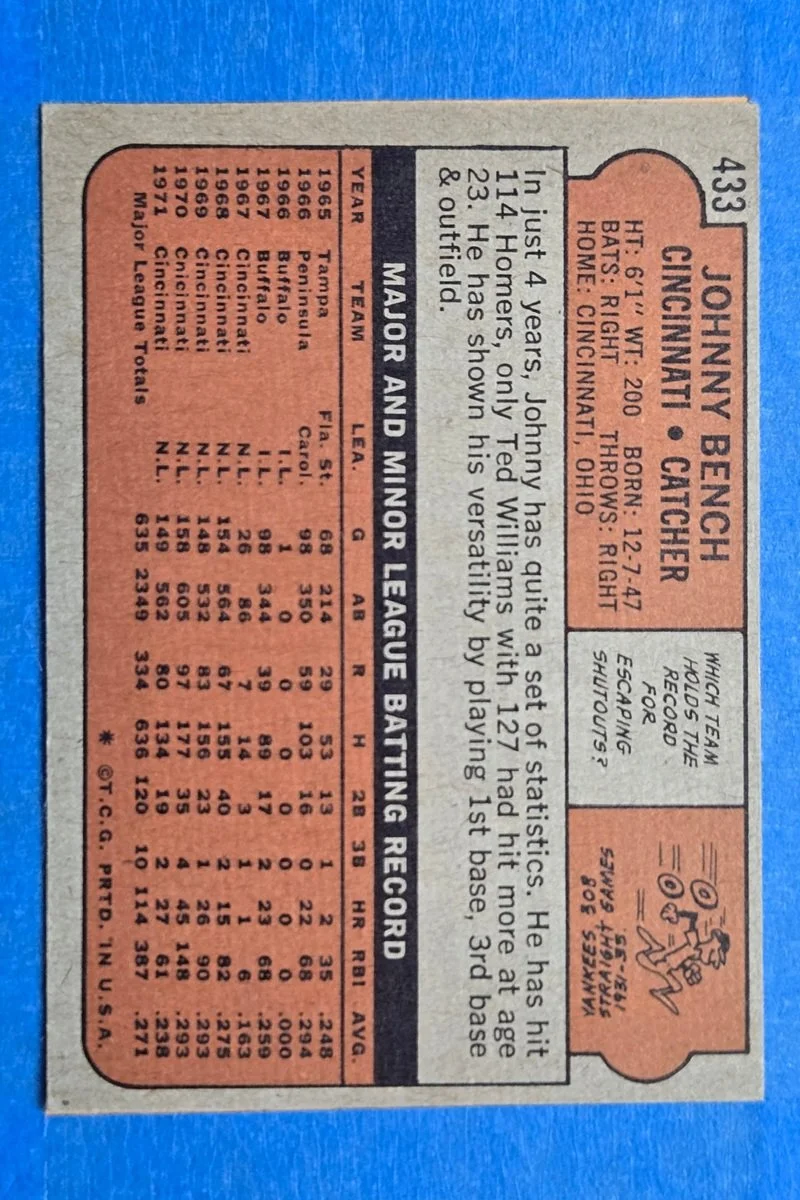 433
JOHNNY BENCH
CINCINNATI • CATCHER
HT: 6'1" WT: 200 BORN: 12-7-47
BATS: RIGHT THROWS: RIGHT
HOME: CINCINNATI, OHIO
WHICH TEAM
HOLDS THE
RECORD
FOR
ESCAPING
SHUTOUTS?
YANKEES 308
STRAIGHT GAMES
1931-33
In just 4 years, Johnny has quite a set of statistics. He has hit
114 Homers, only Ted Williams with 127 had hit more at age
23. He has shown his versatility by playing 1st base, 3rd base
& outfield.
MAJOR AND MINOR LEAGUE BATTING RECORD
YEAR TEAM LEA. G AB R H 2B 3B HR RBI AVG.
1965 Tampa Fla. St. 68 214 29 53 13 1 2 35 .248
1966 Peninsula Carol. 98 350 59 103 16 0 22 68 .294
1966 Buffalo I.L. 1 0 0 0 0 0 0 0 .000
1967 Buffalo I.L. 98 344 39 89 17 2 23 68 .259
1967 Cincinnati N.L. 26 86 7 14 3 1 1 6 .163
1968 Cincinnati N.L. 154 564 67 155 40 2 15 82 .275
1969 Cincinnati N.L. 148 532 83 156 23 1 26 90 .293
1970 Cnicinnati N.L. 158 605 97 177 35 4 45 148 .293
1971 Cincinnati N.L. 149 562 80 134 19 2 27 61 .238
Major League Totals 635 2349 334 636 120 10 114 387 .271
* ©T.C.G. PRTD. IN U.S.A.